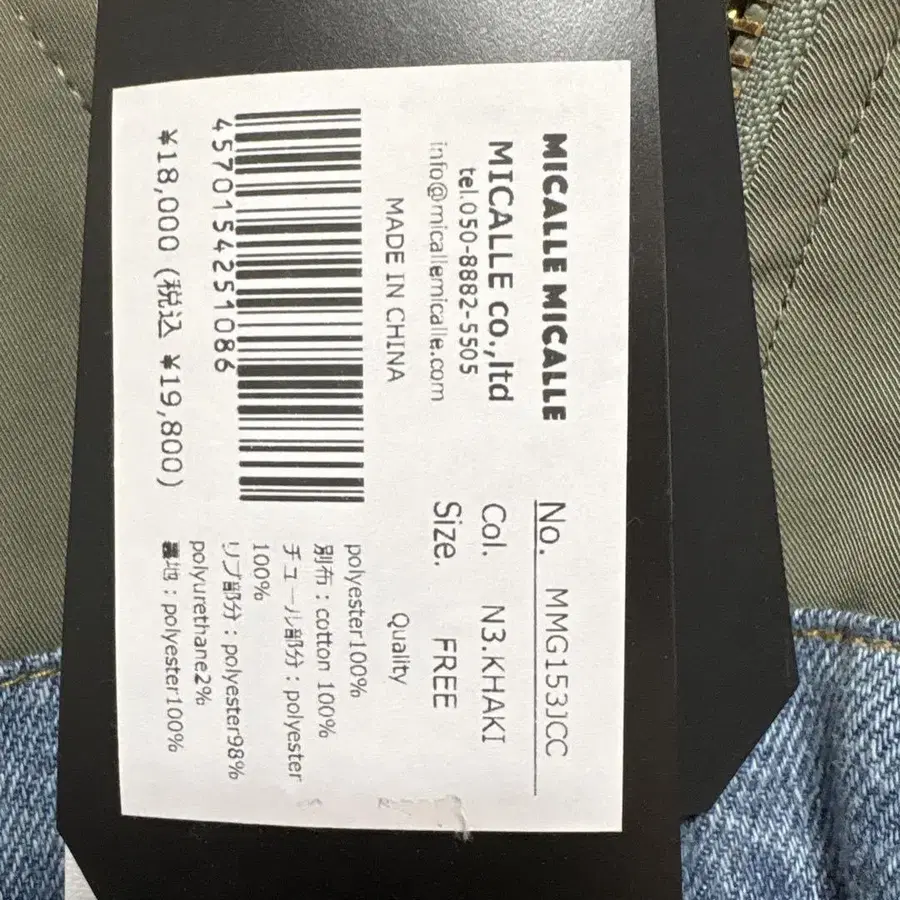 MICALLE MICALLE
MICALLE co.,ltd
tel.050-8882-5505
info@micallemicalle.com
MADE IN CHINA
4570154251086
¥18,000 (税込 ¥19,800)
No. MMG153JCC
Col. N3.KHAKI
Size. FREE
Quality
polyester100%
別布:cotton 100%
チュール部分:polyester
100%
リブ部分:polyester98%
polyurethane2%
裏地:polyester100%